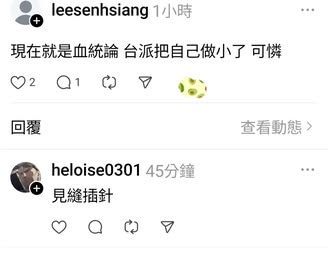 leesenhsiang 1小時
現在就是血統論 台派把自己做小了 可憐
2 1
回覆 查看動態
heloise0301 45分鐘
見縫插針